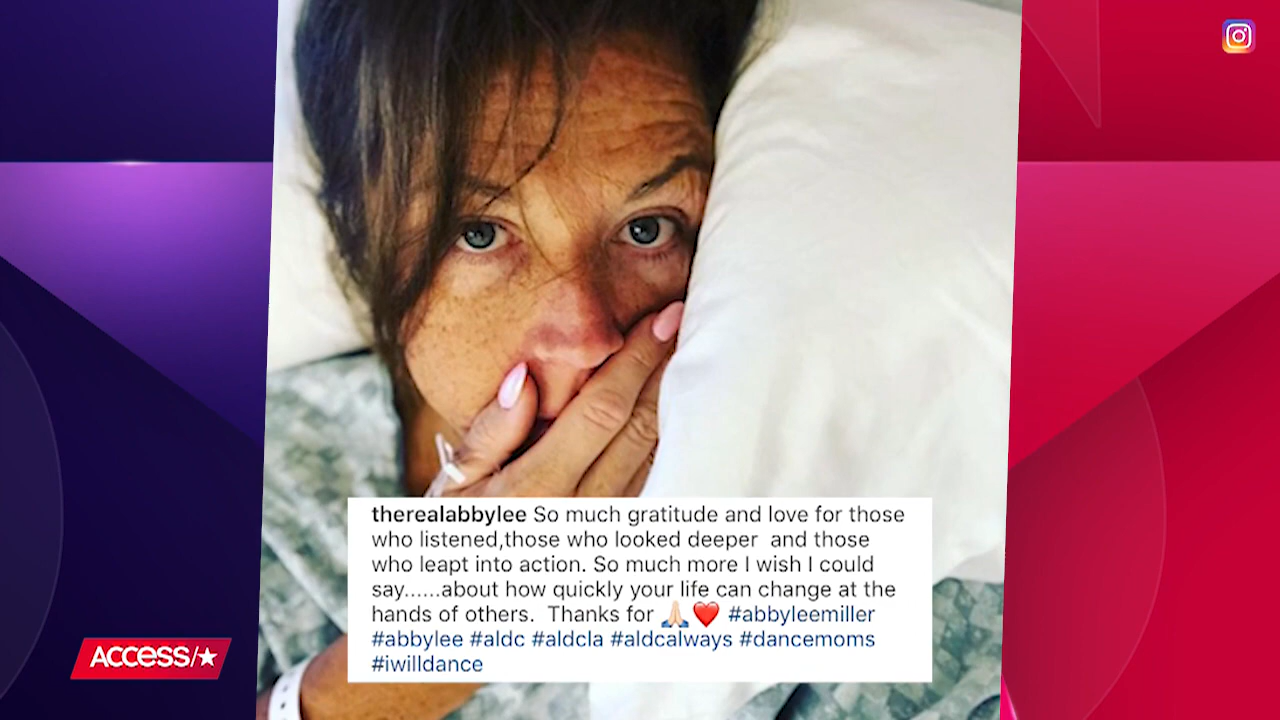 therealabbylee So much gratitude and love for those
who listened,those who looked deeper  and those
who leapt into action. So much more I wish I could
say......about how quickly your life can change at the
hands of others.  Thanks for 🙏🏻❤️ #abbyleemiller
#abbylee #aldc #aldcla #aldcalways #dancemoms
#iwilldance
ACCESS/★